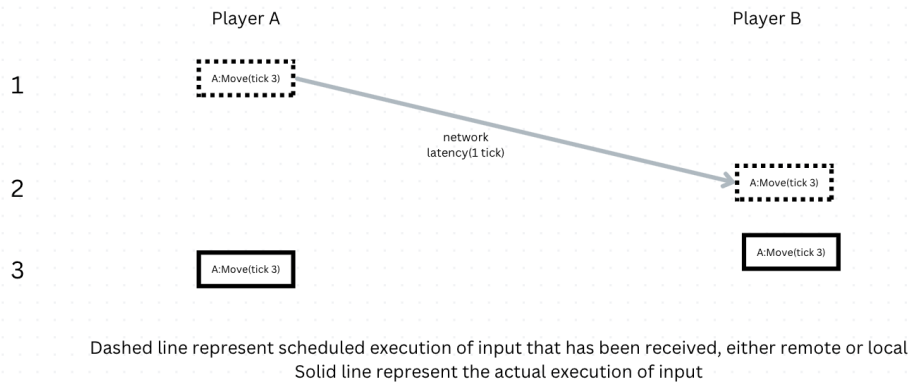 Player A
Player B
1
A:Move(tick 3)
network
latency(1 tick)
2
A:Move(tick 3)
A:Move(tick 3)
3
A:Move(tick 3)
Dashed line represent scheduled execution of input that has been received, either remote or local
Solid line represent the actual execution of input